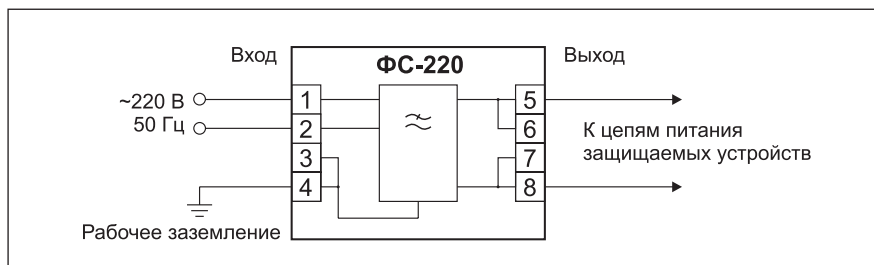 Вход
ФС-220
Выход
~220 В
50 Гц
1
2
3
4
5
6
7
8
К цепям питания
защищаемых устройств
Рабочее заземление